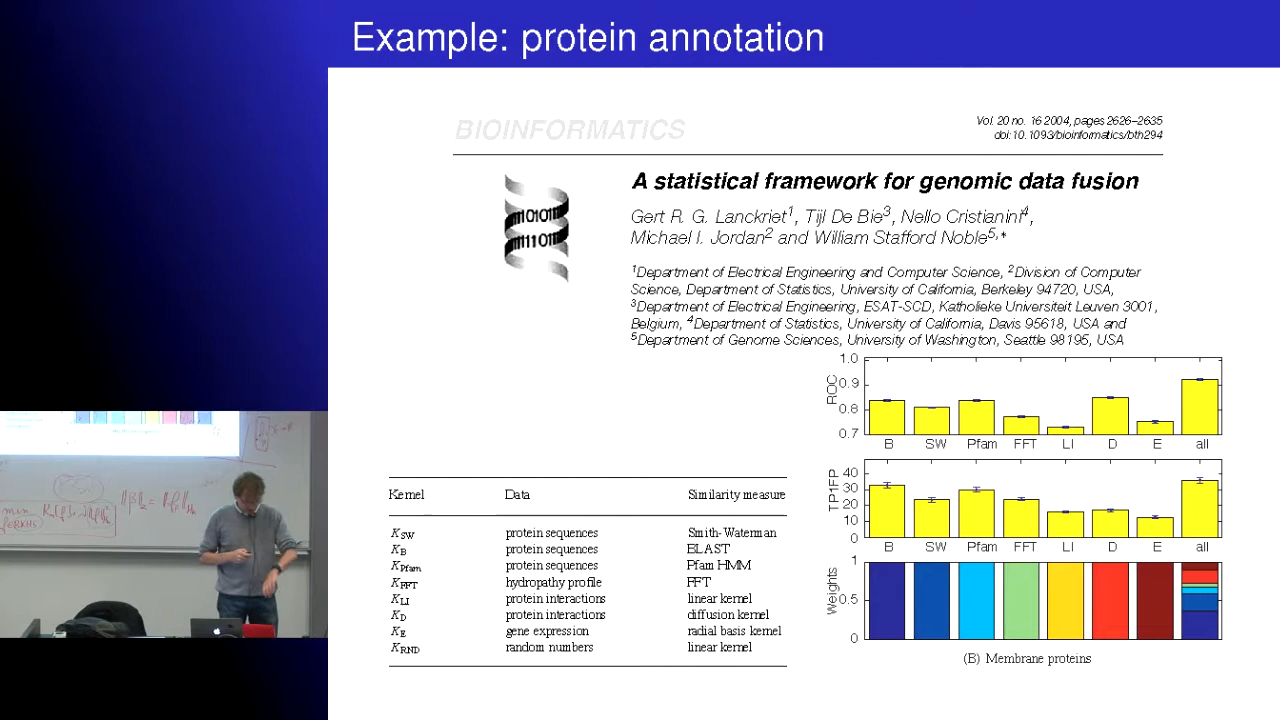 Example: protein annotation
BIOINFORMATICS
Vol. 20 no. 16 2004, pages 2626–2635
doi:10.1093/bioinformatics/bth294
A statistical framework for genomic data fusion
Gert R. G. Lanckriet1, Tijl De Bie3, Nello Cristianini4,
Michael I. Jordan2 and William Stafford Noble5,*
1Department of Electrical Engineering and Computer Science, 2Division of Computer
Science, Department of Statistics, University of California, Berkeley 94720, USA,
3Department of Electrical Engineering, ESAT-SCD, Katholieke Universiteit Leuven 3001,
Belgium, 4Department of Statistics, University of California, Davis 95618, USA and
5Department of Genome Sciences, University of Washington, Seattle 98195, USA
10101
11101
Kernel Data Similarity measure
KSW protein sequences Smith-Waterman
KB protein sequences BLAST
KPfam protein sequences Pfam HMM
KFFT hydropathy profile FFT
KLI protein interactions linear kernel
KD protein interactions diffusion kernel
KE gene expression radial basis kernel
KRND random numbers linear kernel
ROC
1.0
0.9
0.8
0.7
B SW Pfam FFT LI D E all
TP1FP
40
30
20
10
0
B SW Pfam FFT LI D E all
Weights
1
0.5
0
(B) Membrane proteins
min